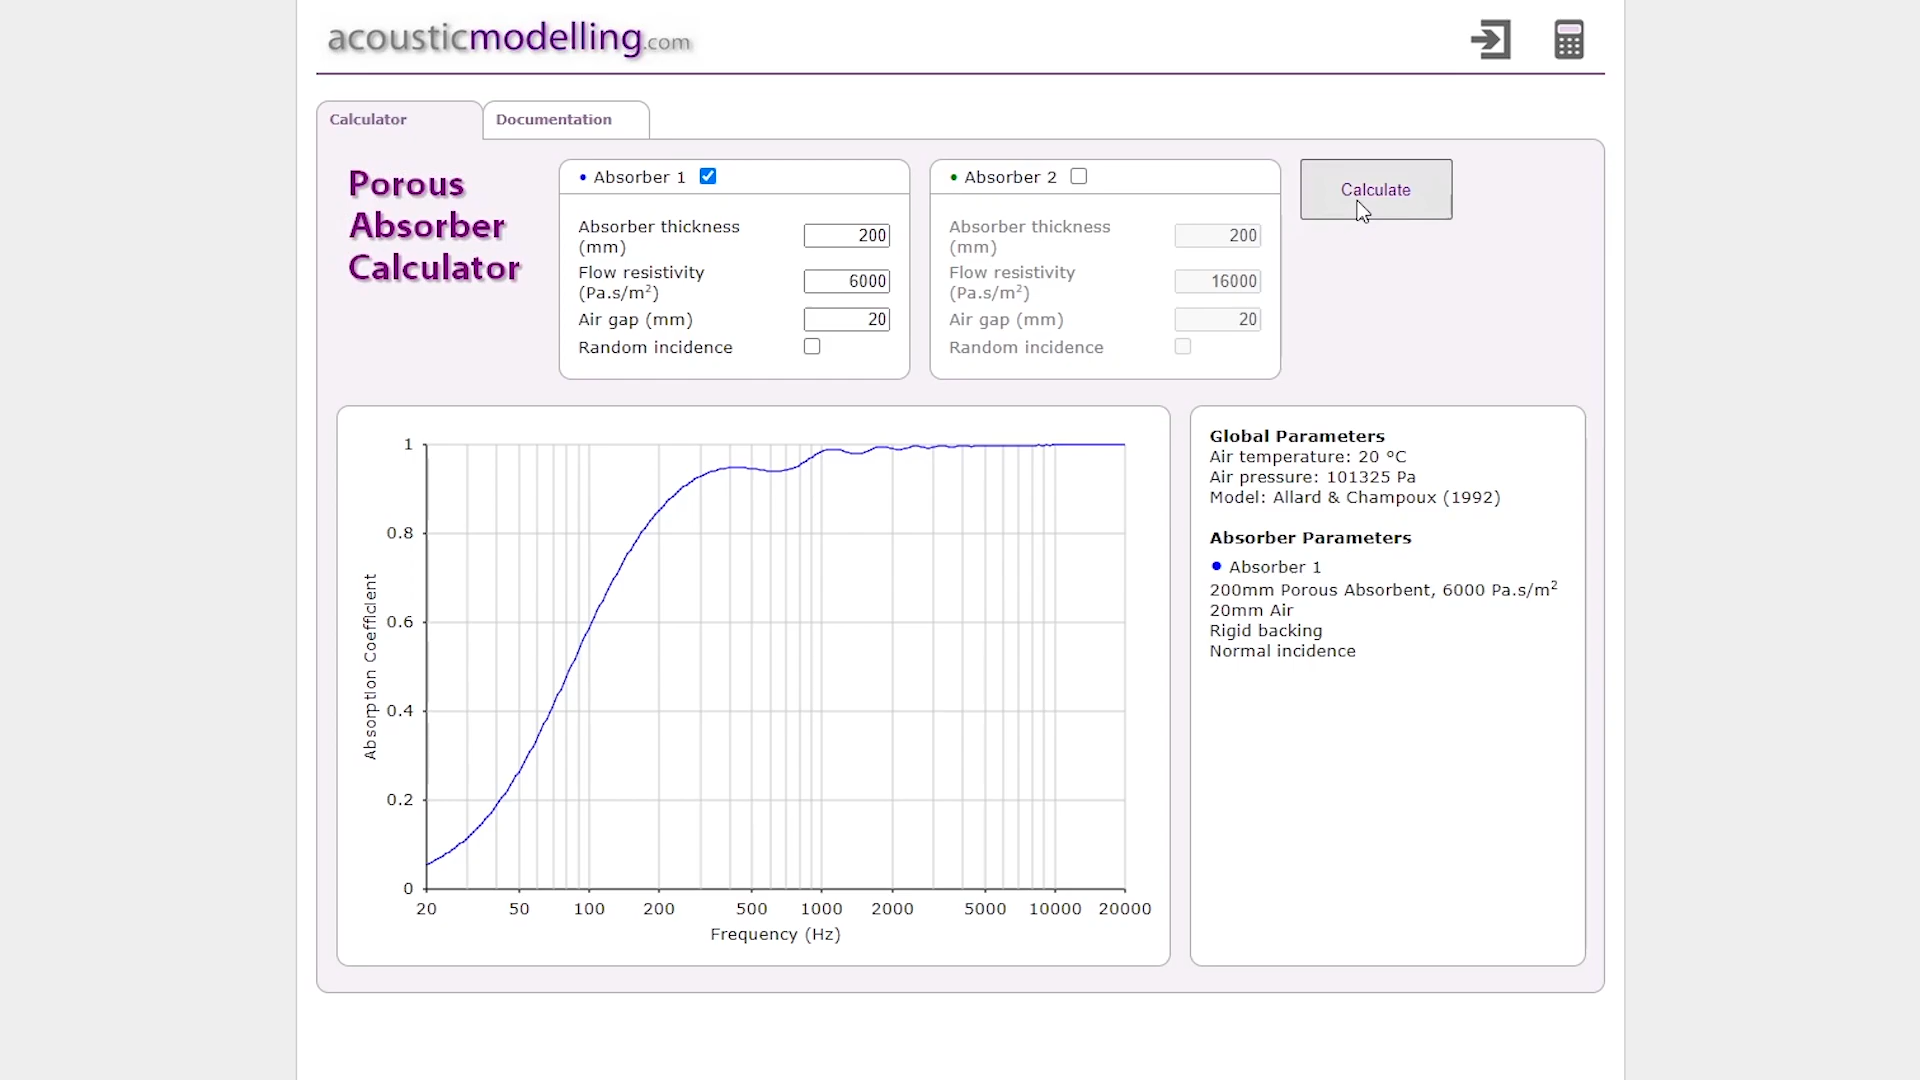 acousticmodelling.com
Calculator
Documentation
Porous
Absorber
Calculator
• Absorber 1
Absorber thickness
(mm)
200
Flow resistivity
(Pa.s/m²)
6000
Air gap (mm)
20
Random incidence
• Absorber 2
Absorber thickness
(mm)
200
Flow resistivity
(Pa.s/m²)
16000
Air gap (mm)
20
Random incidence
Calculate
Absorption Coefficient
1
0.8
0.6
0.4
0.2
0
20 50 100 200 500 1000 2000 5000 10000 20000
Frequency (Hz)
Global Parameters
Air temperature: 20 °C
Air pressure: 101325 Pa
Model: Allard & Champoux (1992)
Absorber Parameters
• Absorber 1
200mm Porous Absorbent, 6000 Pa.s/m²
20mm Air
Rigid backing
Normal incidence